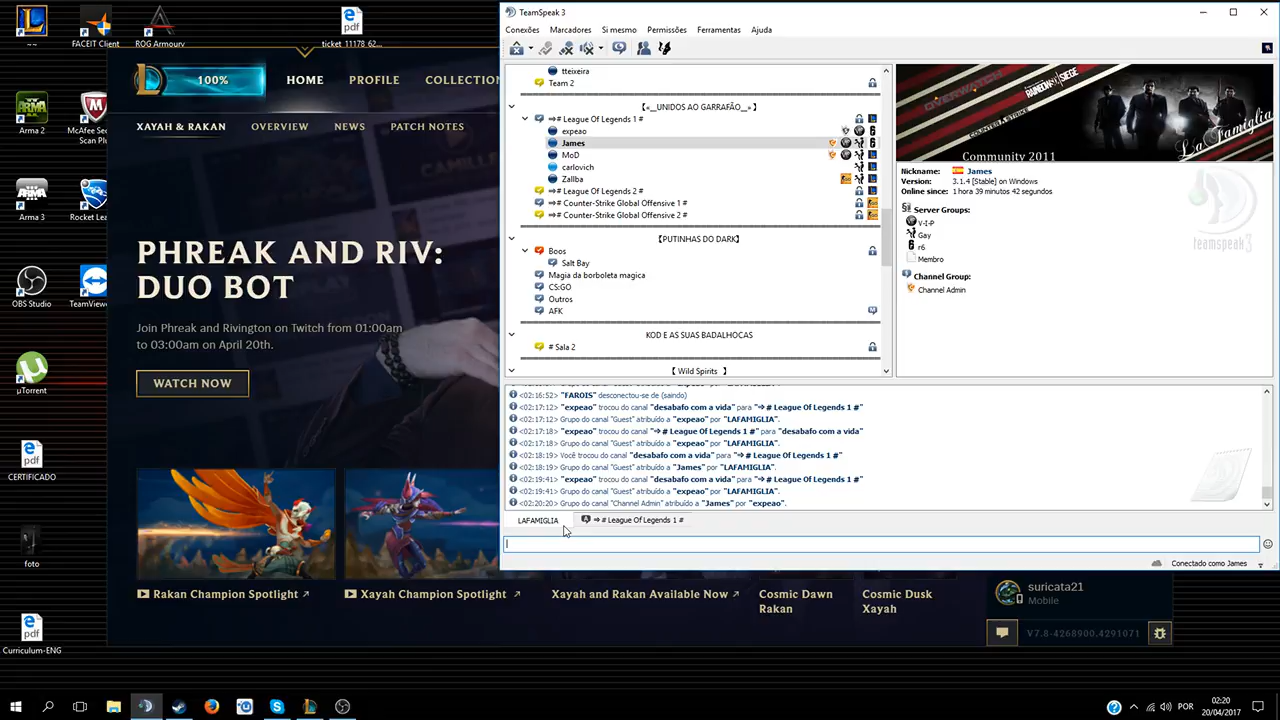 ~~
FACEIT Client
ROG Armoury
ticket_11178_62...
Arma 2
McAfee Sec
Scan Plu
Arma 3
Rocket Lea
OBS Studio
TeamViewe
µTorrent
CERTIFICADO
foto
Curriculum-ENG
100%
HOME
PROFILE
COLLECTION
XAYAH & RAKAN
OVERVIEW
NEWS
PATCH NOTES
PHREAK AND RIV:
DUO BOT
Join Phreak and Rivington on Twitch from 01:00am
to 03:00am on April 20th.
WATCH NOW
Rakan Champion Spotlight
Xayah Champion Spotlight
Xayah and Rakan Available Now
Cosmic Dawn
Rakan
Cosmic Dusk
Xayah
suricata21
Mobile
V7.8-4268900.4291071
TeamSpeak 3
Conexões
Marcadores
Si mesmo
Permissões
Ferramentas
Ajuda
tteixeira
Team 2
【«__UNIDOS AO GARRAFÃO__»】
⇒# League Of Legends 1 #
expeao
James
MoD
carlovich
Zallba
⇒# League Of Legends 2 #
⇒# Counter-Strike Global Offensive 1 #
⇒# Counter-Strike Global Offensive 2 #
【PUTINHAS DO DARK】
Boos
Salt Bay
Magia da borboleta magica
CS:GO
Outros
AFK
KOD E AS SUAS BADALHOCAS
# Sala 2
【 Wild Spirits 】
OVERWATCH
RAINBOW SIX SIEGE
COUNTER STRIKE
LaFamiglia
Community 2011
Nickname: James
Version: 3.1.4 [Stable] on Windows
Online since: 1 hora 39 minutos 42 segundos
Server Groups:
V-I-P
Gay
r6
Membro
Channel Group:
Channel Admin
teamspeak3
<02:16:52> "FAROIS" desconectou-se de (saindo)
<02:17:12> "expeao" trocou do canal "desabafo com a vida" para "⇒ # League Of Legends 1 #"
<02:17:12> Grupo do canal "Guest" atribuído a "expeao" por "LAFAMIGLIA".
<02:17:18> "expeao" trocou do canal "⇒ # League Of Legends 1 #" para "desabafo com a vida"
<02:17:18> Grupo do canal "Guest" atribuído a "expeao" por "LAFAMIGLIA".
<02:18:19> Você trocou do canal "desabafo com a vida" para "⇒ # League Of Legends 1 #"
<02:18:19> Grupo do canal "Guest" atribuído a "James" por "LAFAMIGLIA".
<02:19:41> "expeao" trocou do canal "desabafo com a vida" para "⇒ # League Of Legends 1 #"
<02:19:41> Grupo do canal "Guest" atribuído a "expeao" por "LAFAMIGLIA".
<02:20:20> Grupo do canal "Channel Admin" atribuído a "James" por "expeao".
LAFAMIGLIA
⇒ # League Of Legends 1 #
Conectado como James
POR
02:20
20/04/2017